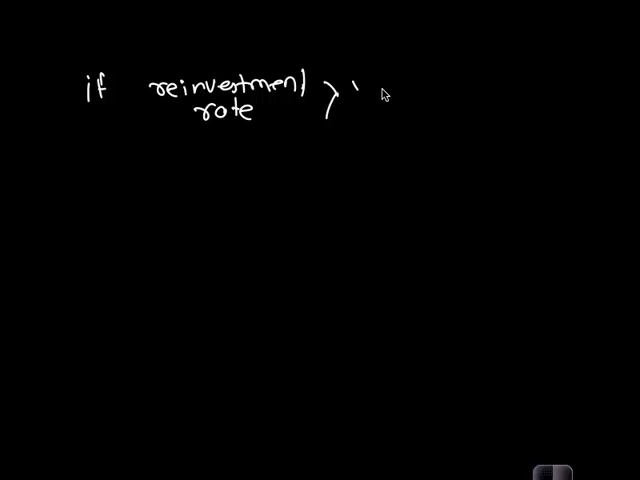 if reinvestment >
rate